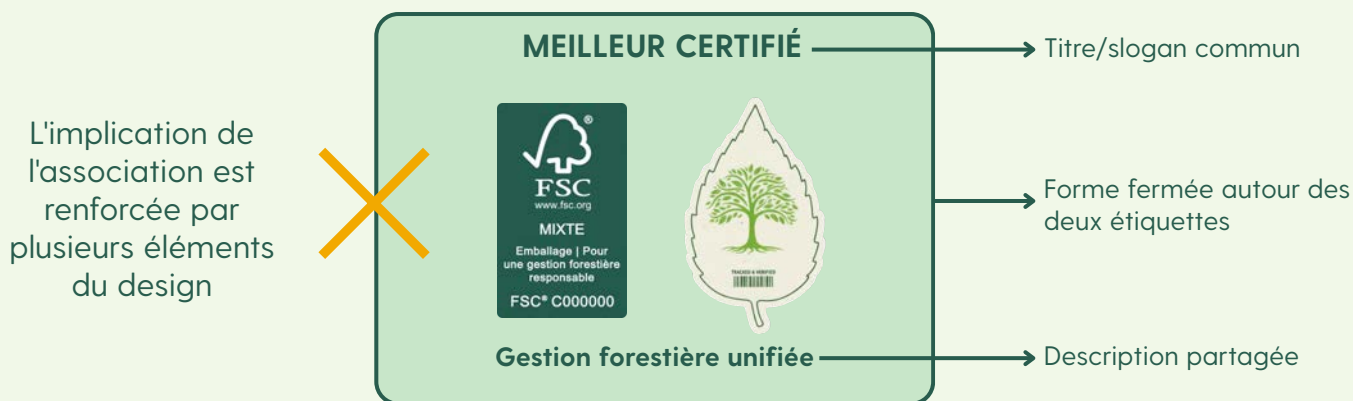 MEILLEUR CERTIFIÉ
Titre/slogan commun
L'implication de
l'association est
renforcée par
plusieurs éléments
du design
®
FSC
www.fsc.org
MIXTE
Emballage | Pour
une gestion forestière
responsable
FSC® C000000
TRACKED & VERIFIED
Forme fermée autour des
deux étiquettes
Gestion forestière unifiée
Description partagée